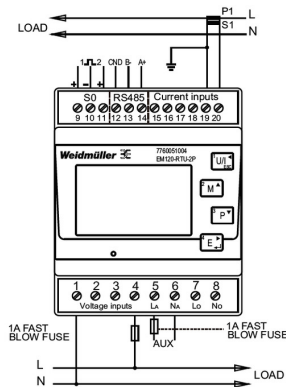 P1 L
LOAD S1
N
1 2 GND B- A+
+ - +
S0 RS485 Current inputs
9 10 11 12 13 14 15 16 17 18 19 20
Weidmüller 7760051004
EM120-RTU-2P
U/I
ESC
M
P
E
1 2 3 4 5 6 7 8
Voltage inputs LA NA Lo No
1A FAST
BLOW FUSE
AUX
1A FAST
BLOW FUSE
L
LOAD
N